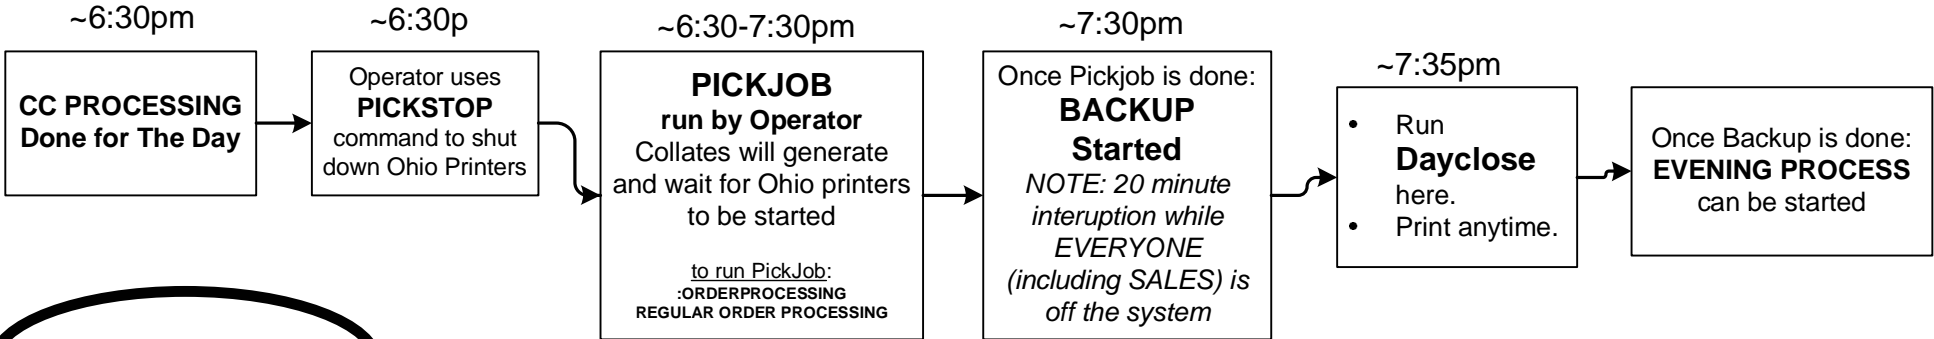 ~6:30pm
CC PROCESSING
Done for The Day
~6:30p
Operator uses
PICKSTOP
command to shut
down Ohio Printers
~6:30-7:30pm
PICKJOB
run by Operator
Collates will generate
and wait for Ohio printers
to be started
to run PickJob:
:ORDERPROCESSING
REGULAR ORDER PROCESSING
~7:30pm
Once Pickjob is done:
BACKUP
Started
NOTE: 20 minute
interuption while
EVERYONE
(including SALES) is
off the system
~7:35pm
• Run
Dayclose
here.
• Print anytime.
Once Backup is done:
EVENING PROCESS
can be started